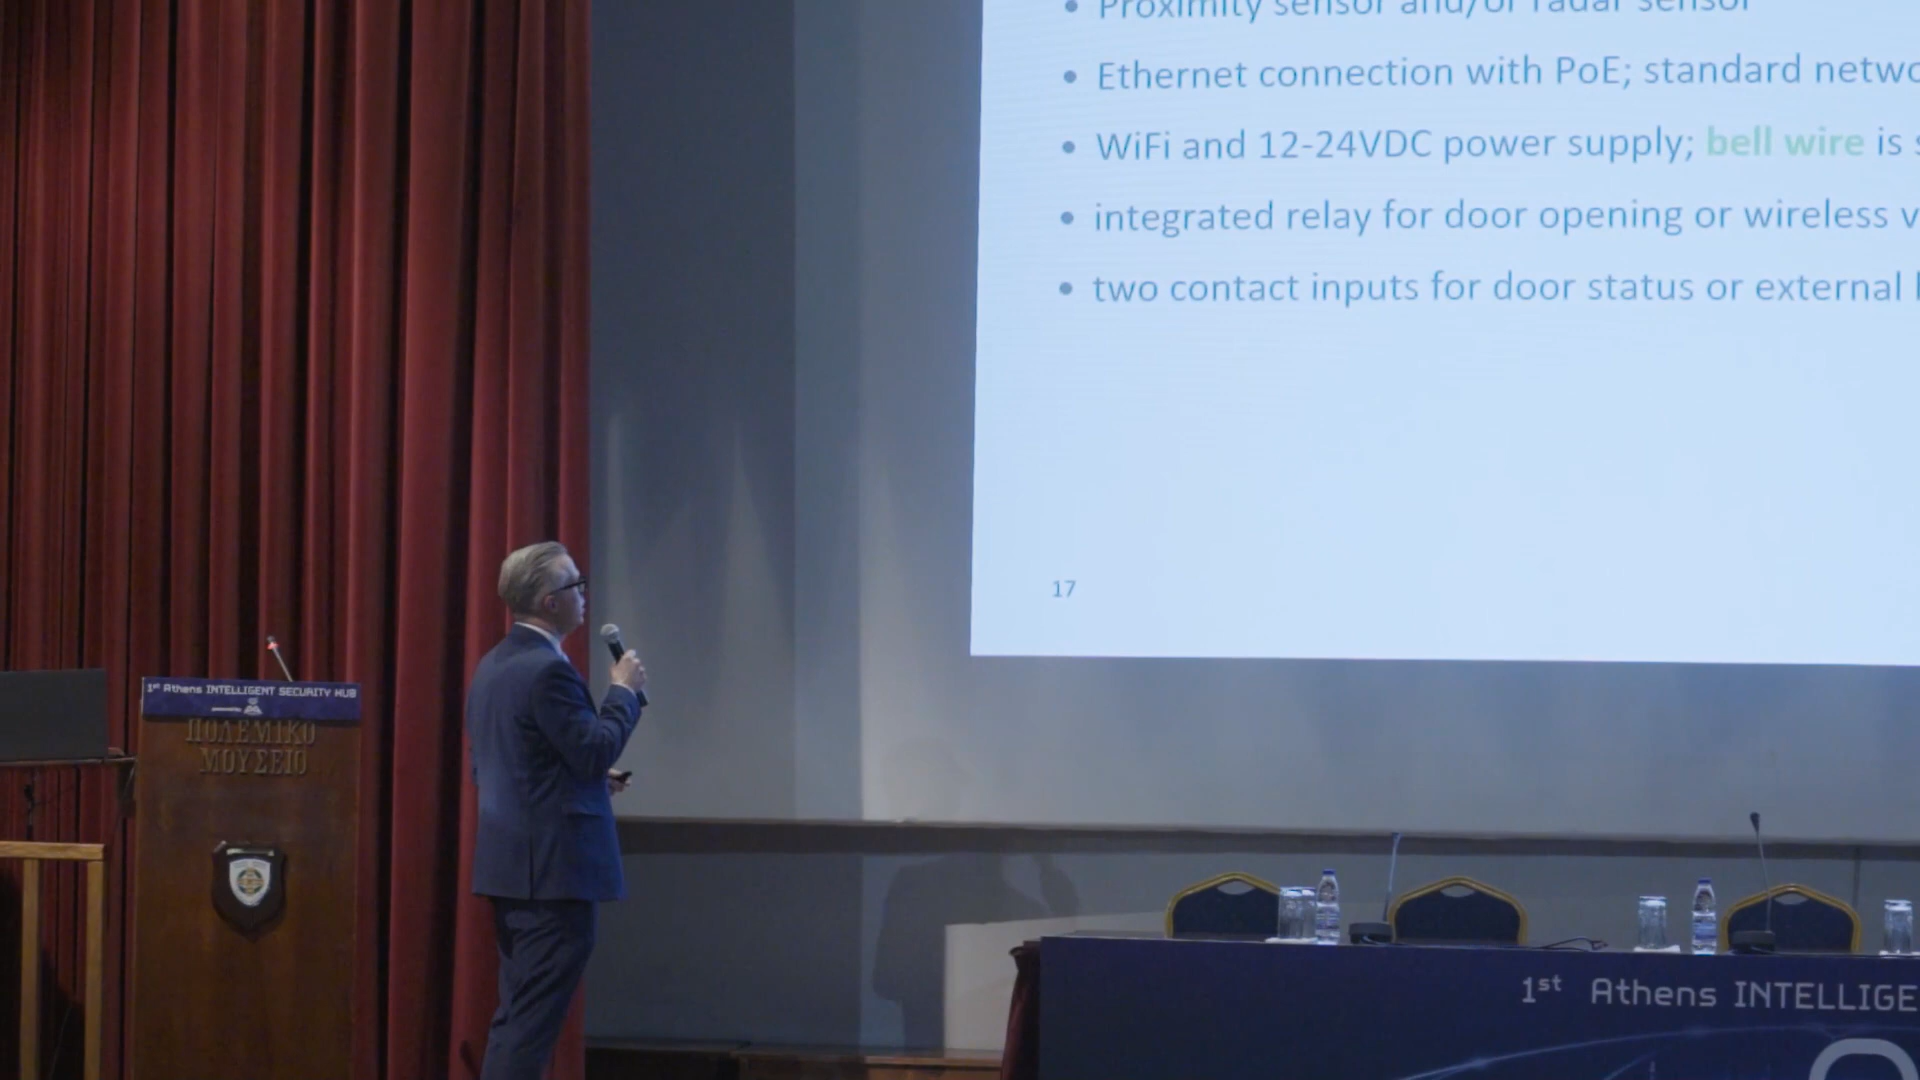 Proximity sensor and/or radar sensor
Ethernet connection with PoE; standard netwo
WiFi and 12-24VDC power supply; bell wire is
integrated relay for door opening or wireless v
two contact inputs for door status or external
17
1st Athens INTELLIGENT SECURITY HUB
powered by
ΠΟΛΕΜΙΚΟ
ΜΟΥΣΕΙΟ
1st Athens INTELLIGE